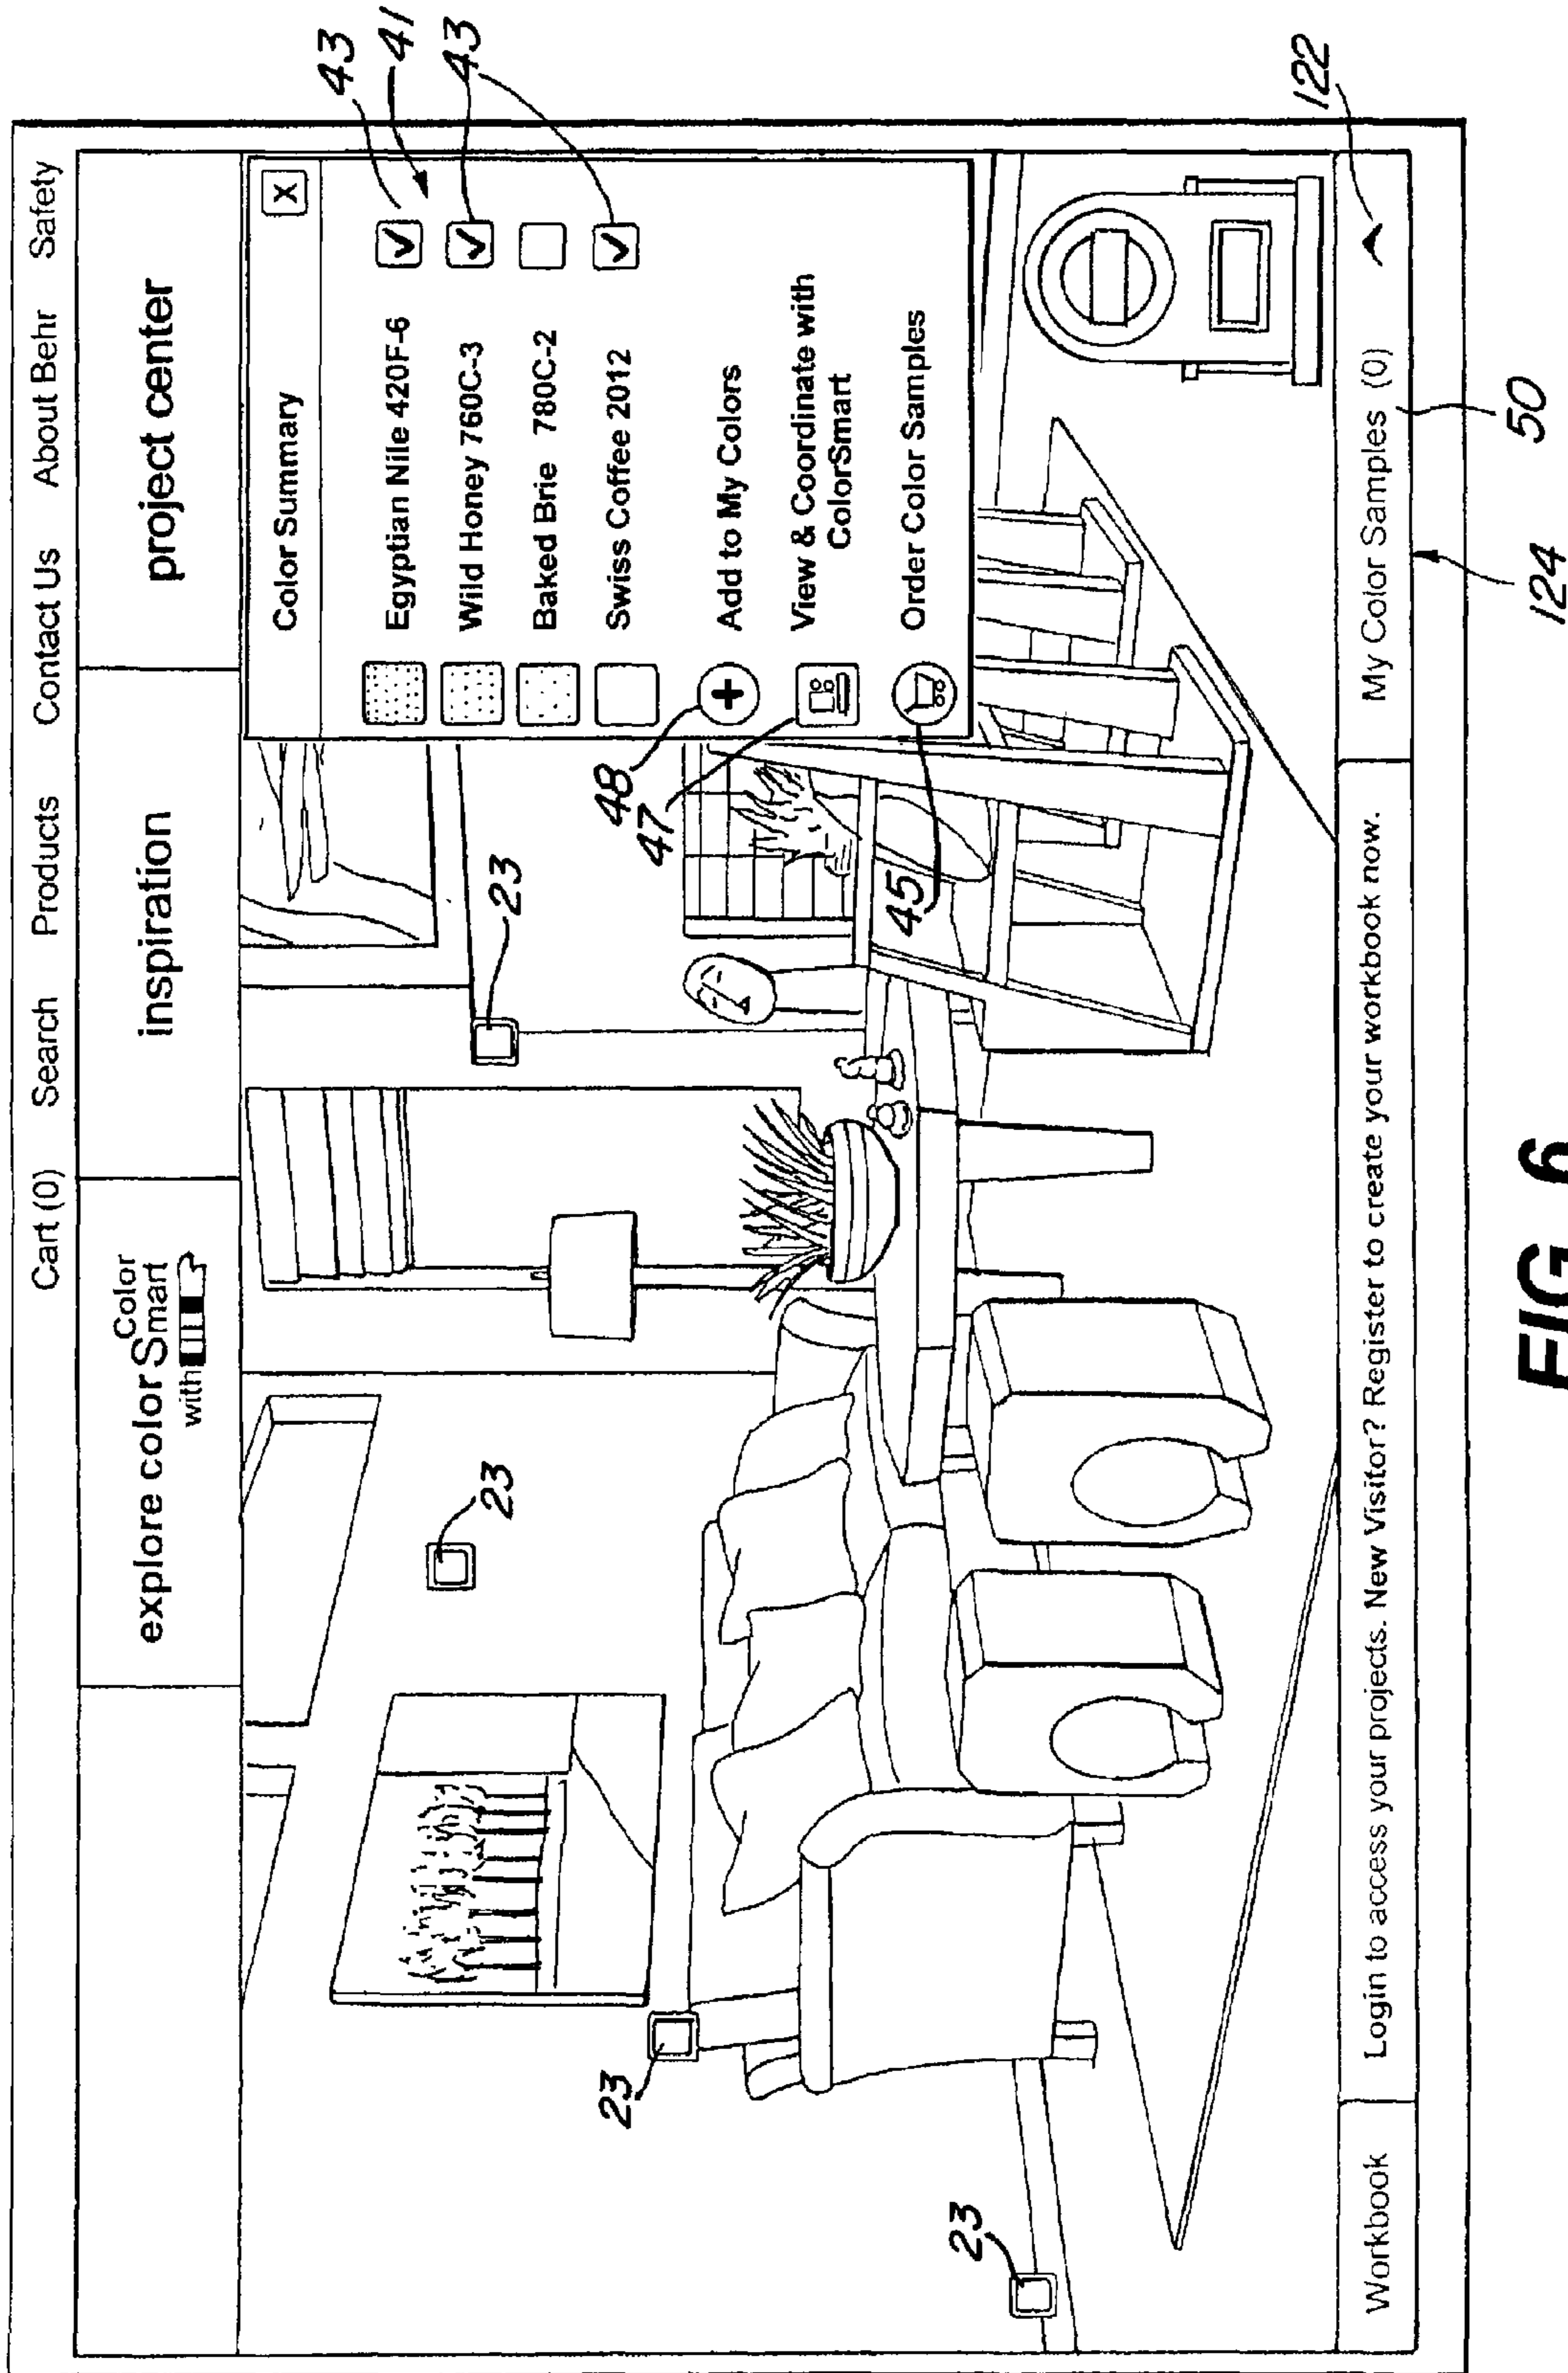 Cart (0) Search Products Contact Us About Behr Safety
explore color Color Smart
with
inspiration
project center
Color Summary X
Egyptian Nile 420F-6
Wild Honey 760C-3
Baked Brie 780C-2
Swiss Coffee 2012
Add to My Colors
View & Coordinate with
ColorSmart
Order Color Samples
43
41
43
48
47
45
23
23
23
23
Workbook
Login to access your projects. New Visitor? Register to create your workbook now.
My Color Samples (0)
122
50
124
FIG. 6